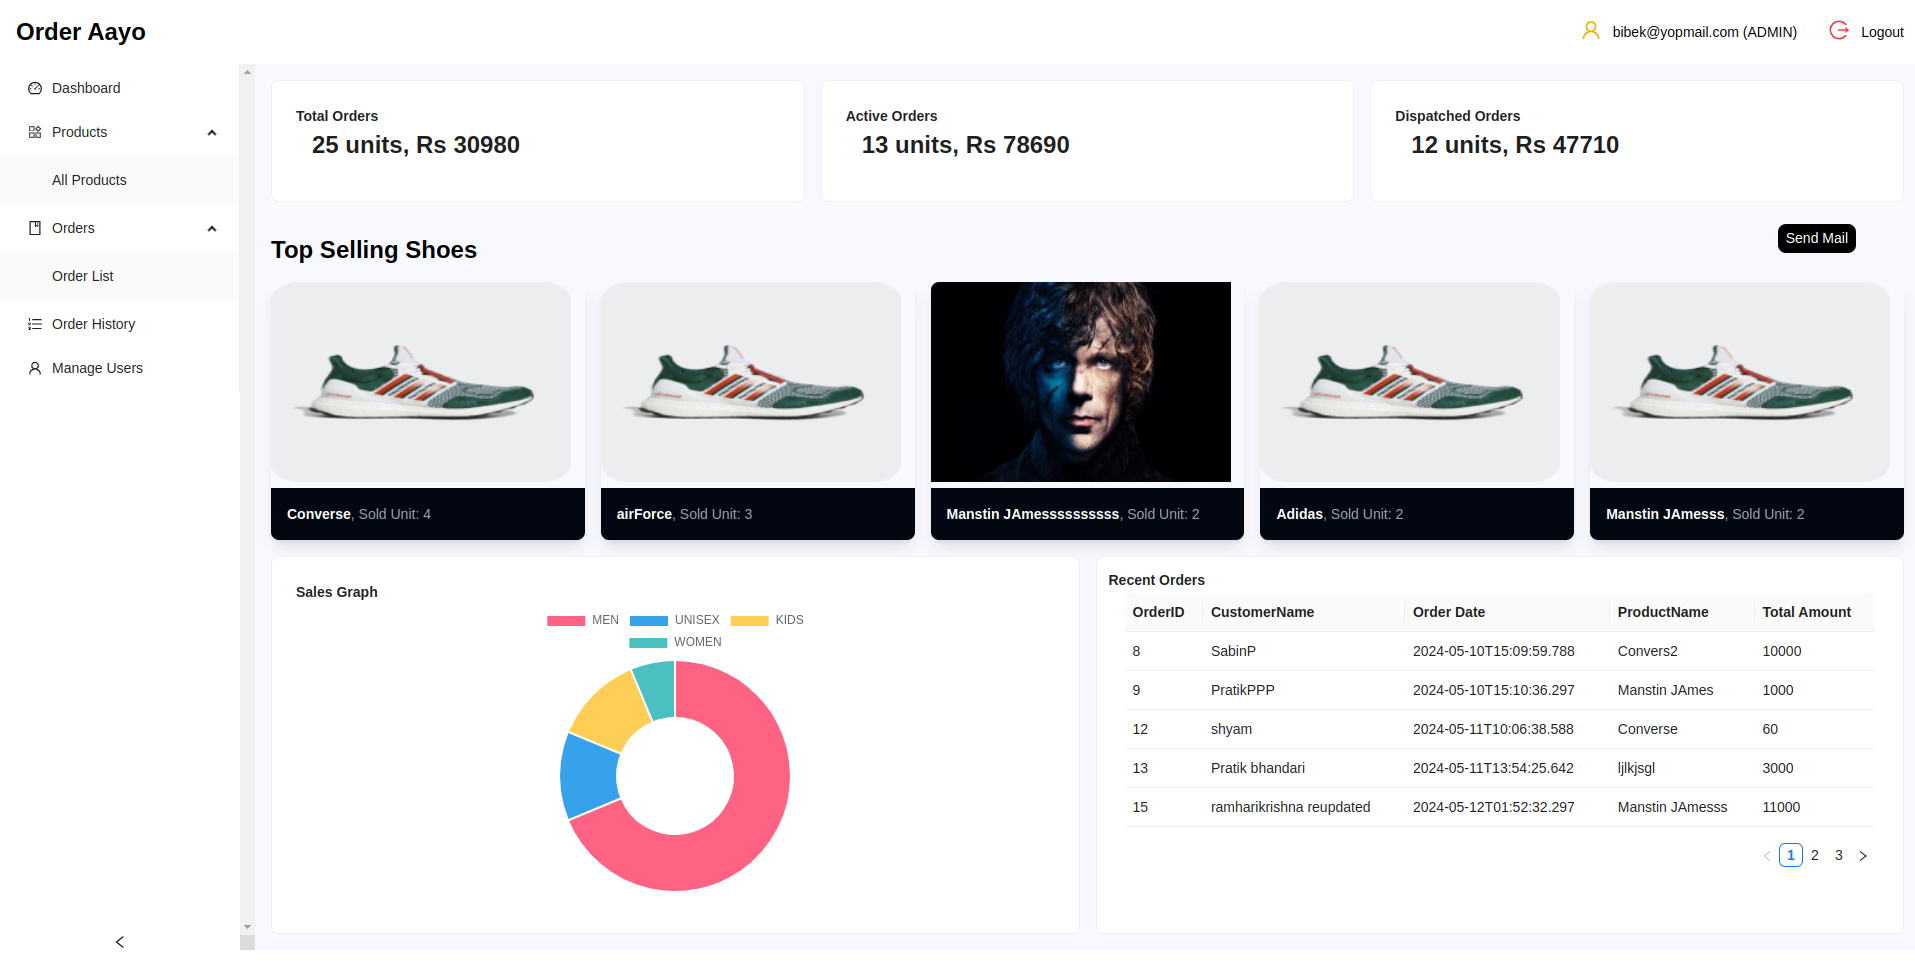 Order Aayo
bibek@yopmail.com (ADMIN)
Logout
Dashboard
Products
All Products
Orders
Order List
Order History
Manage Users
Total Orders
25 units, Rs 30980
Active Orders
13 units, Rs 78690
Dispatched Orders
12 units, Rs 47710
Top Selling Shoes
Send Mail
Converse, Sold Unit: 4
airForce, Sold Unit: 3
Manstin JAmessssssssss, Sold Unit: 2
Adidas, Sold Unit: 2
Manstin JAmesss, Sold Unit: 2
Sales Graph
MEN UNISEX KIDS
WOMEN
Recent Orders
OrderID CustomerName Order Date ProductName Total Amount
8 SabinP 2024-05-10T15:09:59.788 Convers2 10000
9 PratikPPP 2024-05-10T15:10:36.297 Manstin JAmes 1000
12 shyam 2024-05-11T10:06:38.588 Converse 60
13 Pratik bhandari 2024-05-11T13:54:25.642 ljlkjsgl 3000
15 ramharikrishna reupdated 2024-05-12T01:52:32.297 Manstin JAmesss 11000
1 2 3